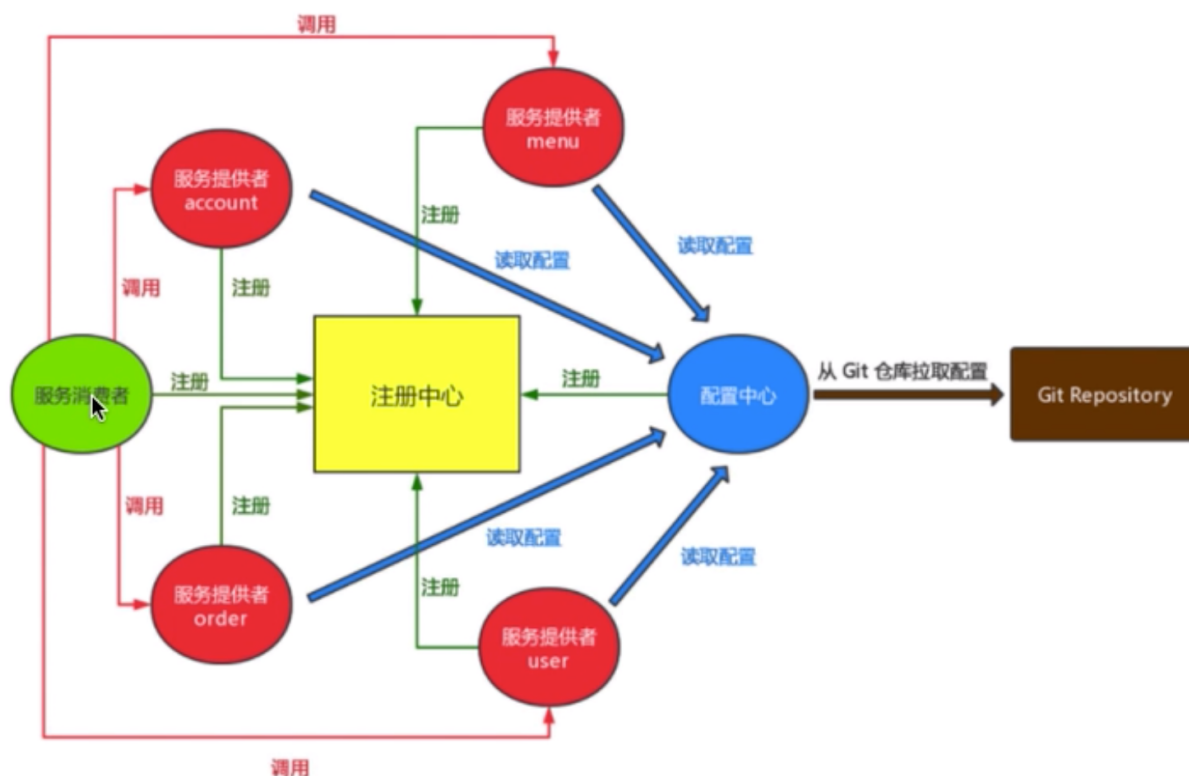 调用
服务提供者
menu
服务提供者
account
注册
读取配置
读取配置
调用
注册
从 Git 仓库拉取配置
服务消费者
注册
注册中心
注册
配置中心
Git Repository
调用
注册
读取配置
读取配置
服务提供者
order
注册
服务提供者
user
调用